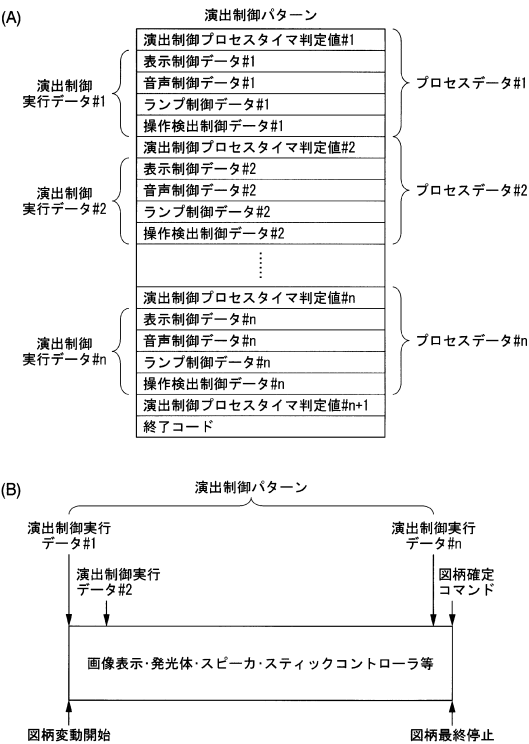 (A)
演出制御パターン
演出制御プロセスタイマ判定値#1
表示制御データ#1
音声制御データ#1
ランプ制御データ#1
操作検出制御データ#1
演出制御
実行データ#1
プロセスデータ#1
演出制御プロセスタイマ判定値#2
表示制御データ#2
音声制御データ#2
ランプ制御データ#2
操作検出制御データ#2
演出制御
実行データ#2
プロセスデータ#2
演出制御プロセスタイマ判定値#n
表示制御データ#n
音声制御データ#n
ランプ制御データ#n
操作検出制御データ#n
演出制御
実行データ#n
プロセスデータ#n
演出制御プロセスタイマ判定値#n+1
終了コード
(B)
演出制御パターン
演出制御実行
データ#1
演出制御実行
データ#2
演出制御実行
データ#n
図柄確定
コマンド
画像表示・発光体・スピーカ・スティックコントローラ等
図柄変動開始
図柄最終停止